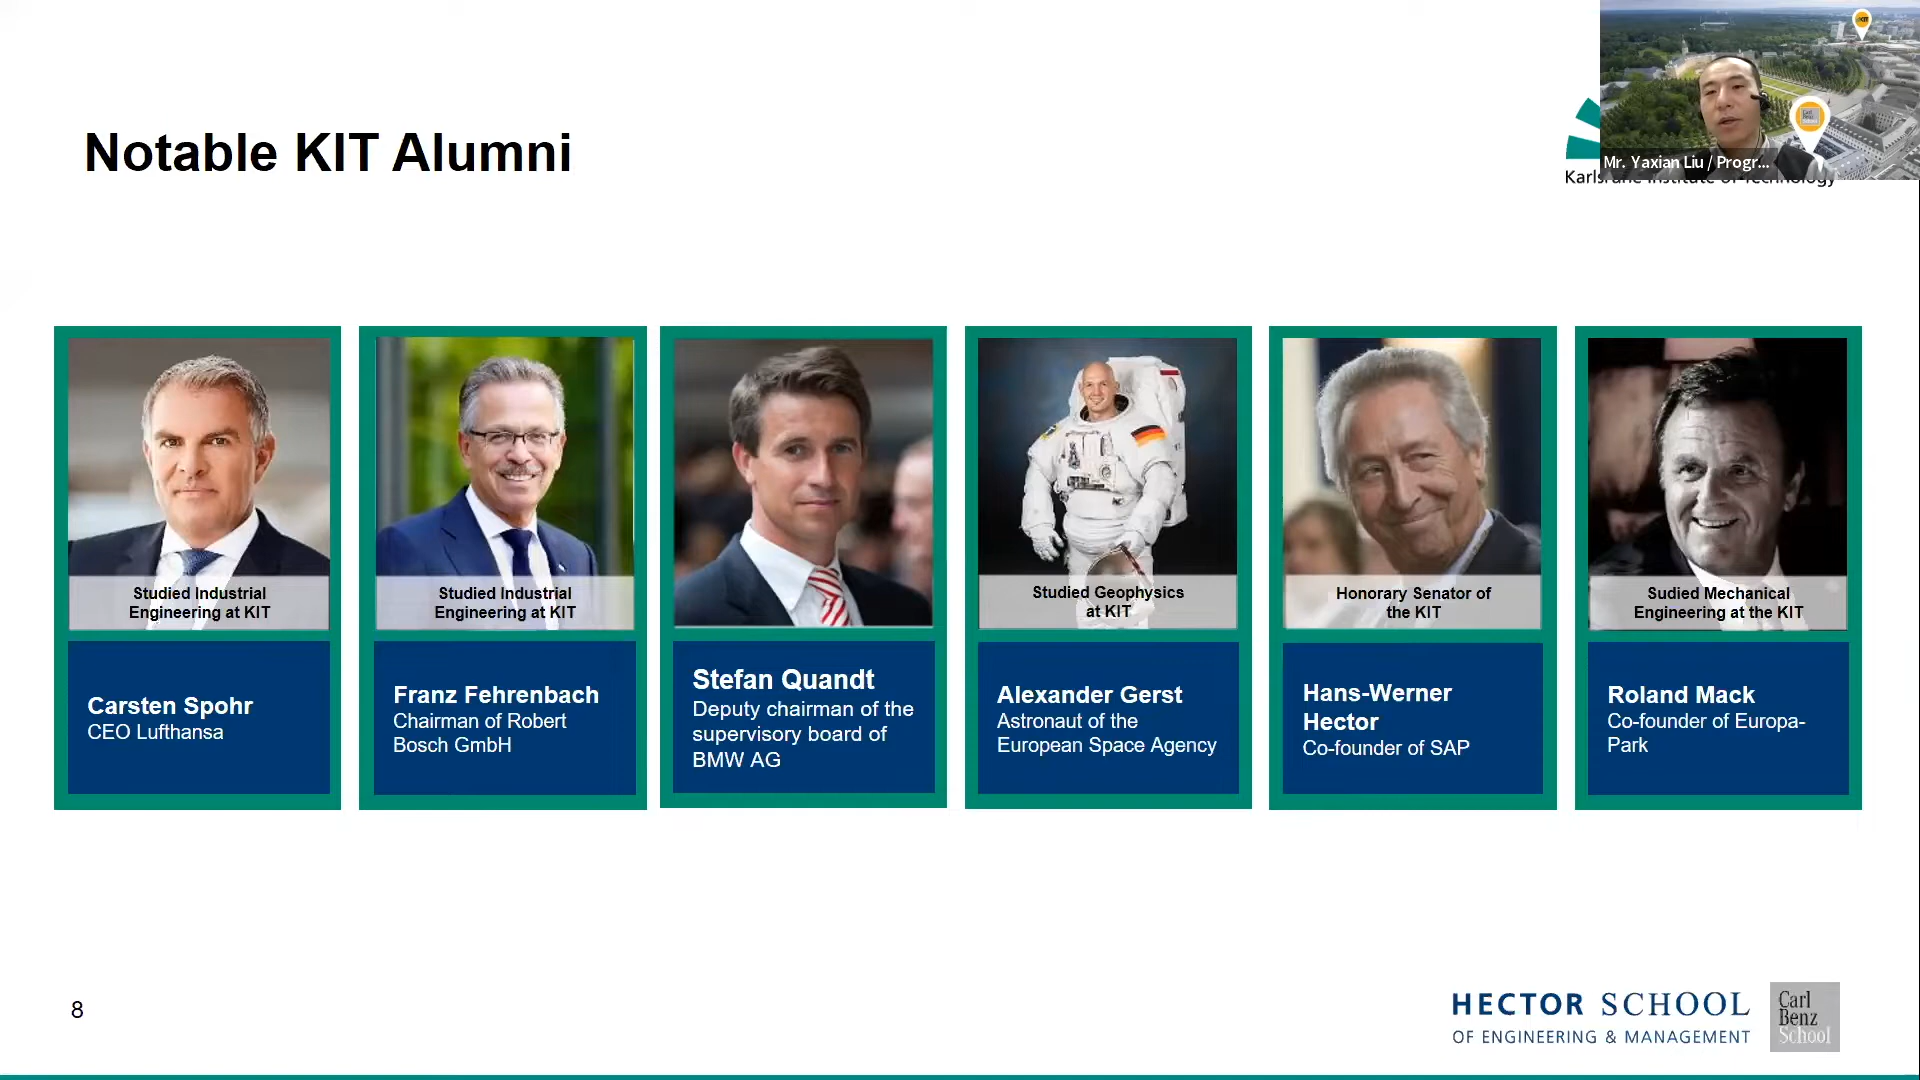 Notable KIT Alumni
Mr. Yaxian Liu / Progr...
Studied Industrial
Engineering at KIT
Carsten Spohr
CEO Lufthansa
Studied Industrial
Engineering at KIT
Franz Fehrenbach
Chairman of Robert
Bosch GmbH
Stefan Quandt
Deputy chairman of the
supervisory board of
BMW AG
Studied Geophysics
at KIT
Alexander Gerst
Astronaut of the
European Space Agency
Honorary Senator of
the KIT
Hans-Werner
Hector
Co-founder of SAP
Sudied Mechanical
Engineering at the KIT
Roland Mack
Co-founder of Europa-
Park
8
HECTOR SCHOOL
OF ENGINEERING & MANAGEMENT
Carl
Benz
School